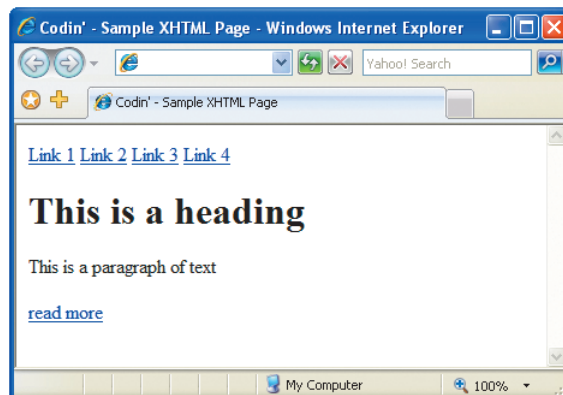 Codin' - Sample XHTML Page - Windows Internet Explorer
Yahoo! Search
Codin' - Sample XHTML Page
Link 1 Link 2 Link 3 Link 4
This is a heading
This is a paragraph of text
read more
My Computer 100%